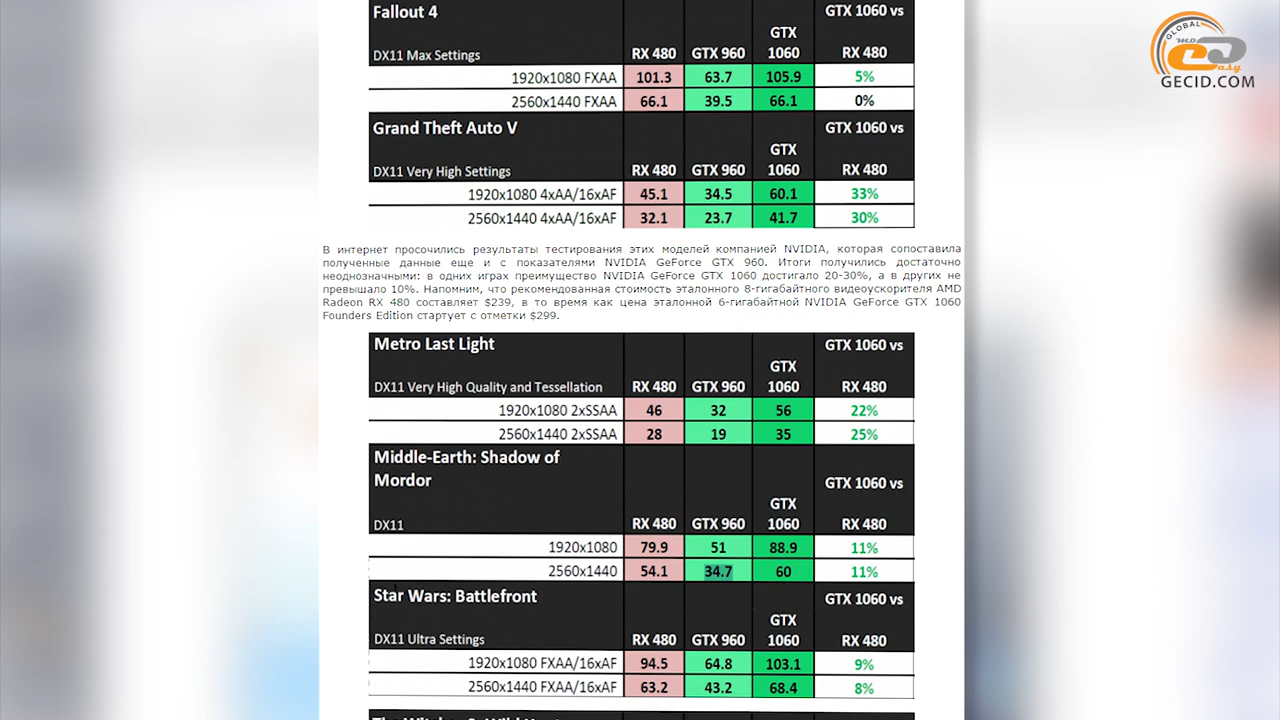 Fallout 4
GTX 1060 vs
GTX
DX11 Max Settings RX 480 GTX 960 1060 RX 480
1920x1080 FXAA 101.3 63.7 105.9 5%
2560x1440 FXAA 66.1 39.5 66.1 0%
Grand Theft Auto V GTX 1060 vs
GTX
DX11 Very High Settings RX 480 GTX 960 1060 RX 480
1920x1080 4xAA/16xAF 45.1 34.5 60.1 33%
2560x1440 4xAA/16xAF 32.1 23.7 41.7 30%
В интернет просочились результаты тестирования этих моделей компанией NVIDIA, которая сопоставила
полученные данные еще и с показателями NVIDIA GeForce GTX 960. Итоги получились достаточно
неоднозначными: в одних играх преимущество NVIDIA GeForce GTX 1060 достигало 20-30%, а в других не
превышало 10%. Напомним, что рекомендованная стоимость эталонного 8-гигабайтного видеоускорителя AMD
Radeon RX 480 составляет $239, в то время как цена эталонной 6-гигабайтной NVIDIA GeForce GTX 1060
Founders Edition стартует с отметки $299.
Metro Last Light GTX 1060 vs
GTX
DX11 Very High Quality and Tessellation RX 480 GTX 960 1060 RX 480
1920x1080 2xSSAA 46 32 56 22%
2560x1440 2xSSAA 28 19 35 25%
Middle-Earth: Shadow of
Mordor GTX 1060 vs
GTX
DX11 RX 480 GTX 960 1060 RX 480
1920x1080 79.9 51 88.9 11%
2560x1440 54.1 34.7 60 11%
Star Wars: Battlefront GTX 1060 vs
GTX
DX11 Ultra Settings RX 480 GTX 960 1060 RX 480
1920x1080 FXAA/16xAF 94.5 64.8 103.1 9%
2560x1440 FXAA/16xAF 63.2 43.2 68.4 8%
GLOBAL
easy
GECID.COM